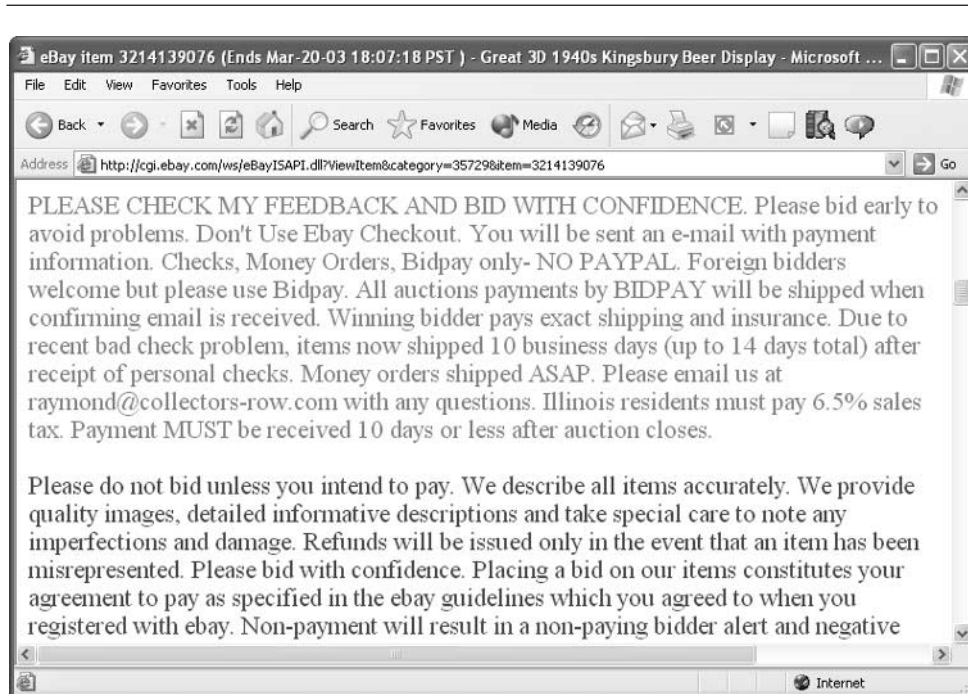 eBay item 3214139076 (Ends Mar-20-03 18:07:18 PST ) - Great 3D 1940s Kingsbury Beer Display - Microsoft ...
File Edit View Favorites Tools Help
Back Search Favorites Media
Address http://cgi.ebay.com/ws/eBayISAPI.dll?ViewItem&category=35729&item=3214139076 Go
PLEASE CHECK MY FEEDBACK AND BID WITH CONFIDENCE. Please bid early to
avoid problems. Don't Use Ebay Checkout. You will be sent an e-mail with payment
information. Checks, Money Orders, Bidpay only- NO PAYPAL. Foreign bidders
welcome but please use Bidpay. All auctions payments by BIDPAY will be shipped when
confirming email is received. Winning bidder pays exact shipping and insurance. Due to
recent bad check problem, items now shipped 10 business days (up to 14 days total) after
receipt of personal checks. Money orders shipped ASAP. Please email us at
raymond@collectors-row.com with any questions. Illinois residents must pay 6.5% sales
tax. Payment MUST be received 10 days or less after auction closes.
Please do not bid unless you intend to pay. We describe all items accurately. We provide
quality images, detailed informative descriptions and take special care to note any
imperfections and damage. Refunds will be issued only in the event that an item has been
misrepresented. Please bid with confidence. Placing a bid on our items constitutes your
agreement to pay as specified in the ebay guidelines which you agreed to when you
registered with ebay. Non-payment will result in a non-paying bidder alert and negative
Internet